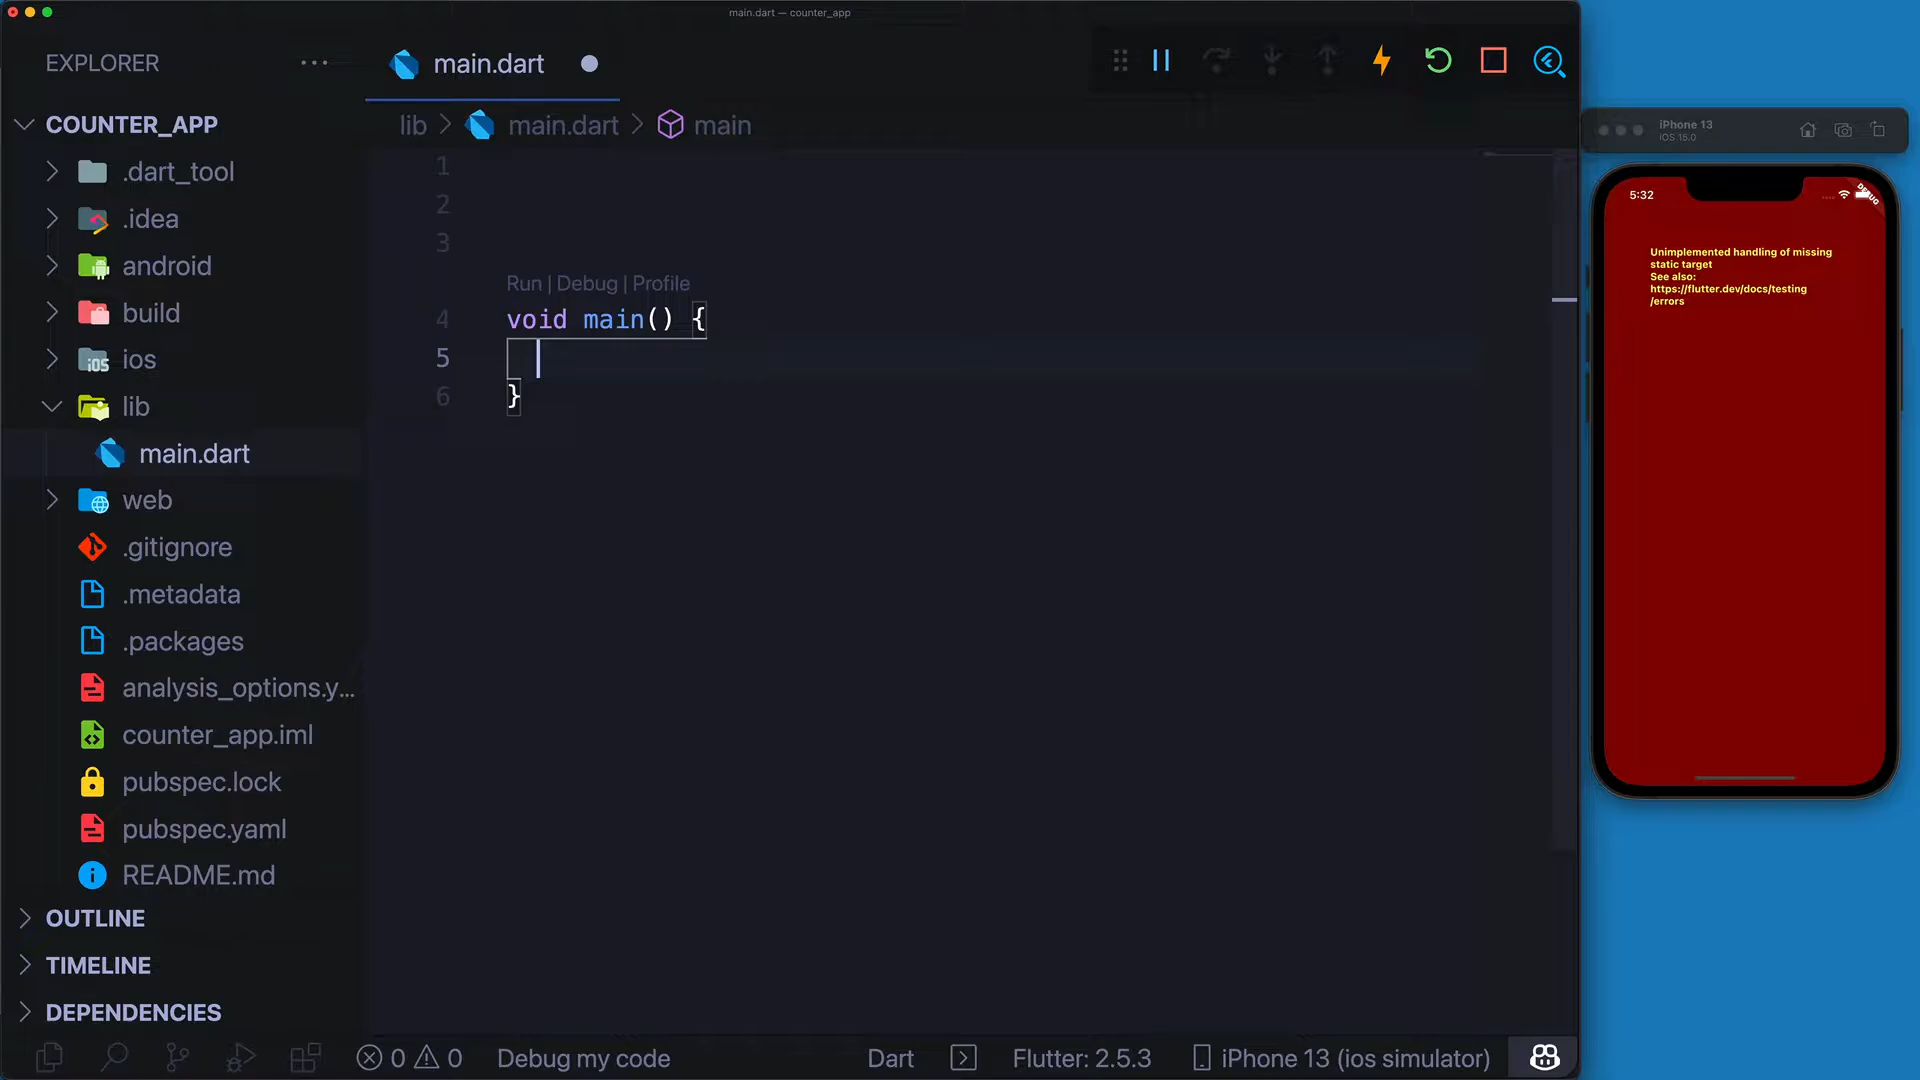 main.dart — counter_app
EXPLORER
main.dart
lib > main.dart > main
COUNTER_APP
.dart_tool
.idea
android
build
ios
lib
main.dart
web
.gitignore
.metadata
.packages
analysis_options.y...
counter_app.iml
pubspec.lock
pubspec.yaml
README.md
OUTLINE
TIMELINE
DEPENDENCIES
1
2
3
Run | Debug | Profile
4 void main() {
5
6 }
0 0 Debug my code
Dart
Flutter: 2.5.3
iPhone 13 (ios simulator)
iPhone 13
iOS 15.0
5:32
DEBUG
Unimplemented handling of missing
static target
See also:
https://flutter.dev/docs/testing
/errors